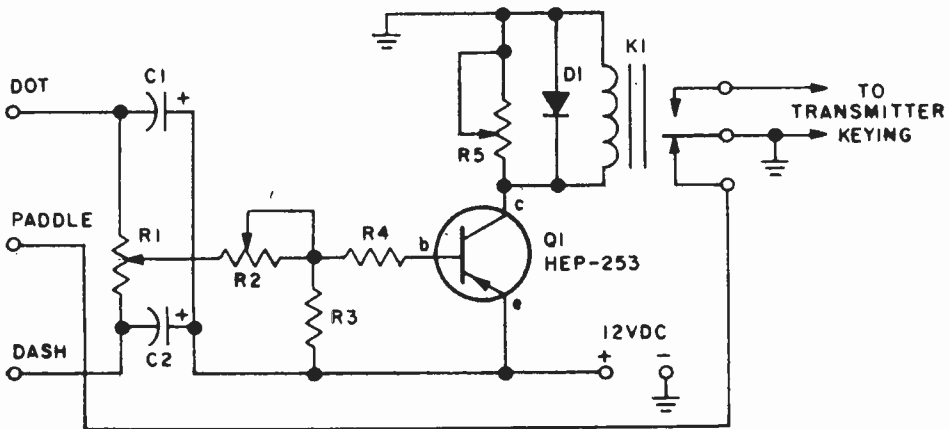 DOT
C1
+
K1
D1
R5
TO
TRANSMITTER
KEYING
PADDLE
R1
R2
R4
b
c
Q1
HEP-253
e
R3
+
C2
DASH
12VDC
+
-